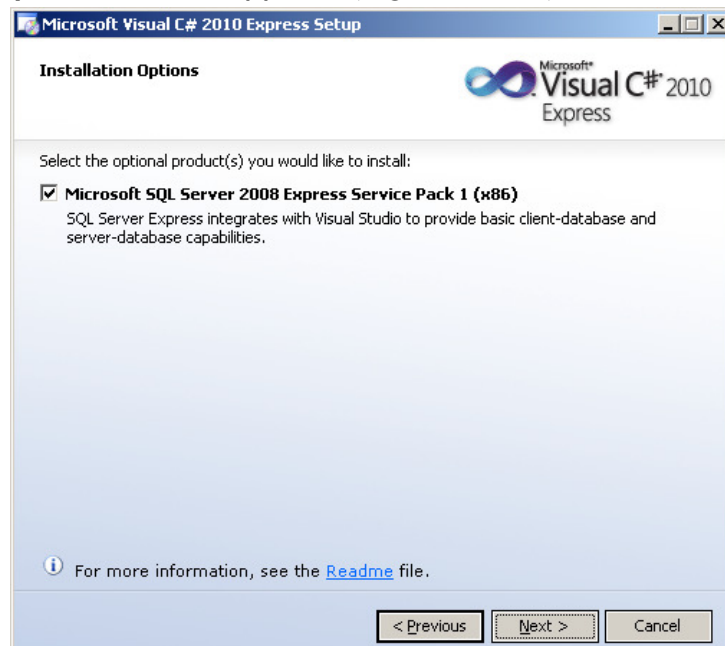 Microsoft Visual C# 2010 Express Setup
Installation Options
Microsoft®
Visual C#® 2010
Express
Select the optional product(s) you would like to install:
Microsoft SQL Server 2008 Express Service Pack 1 (x86)
SQL Server Express integrates with Visual Studio to provide basic client-database and
server-database capabilities.
For more information, see the Readme file.
< Previous
Next >
Cancel